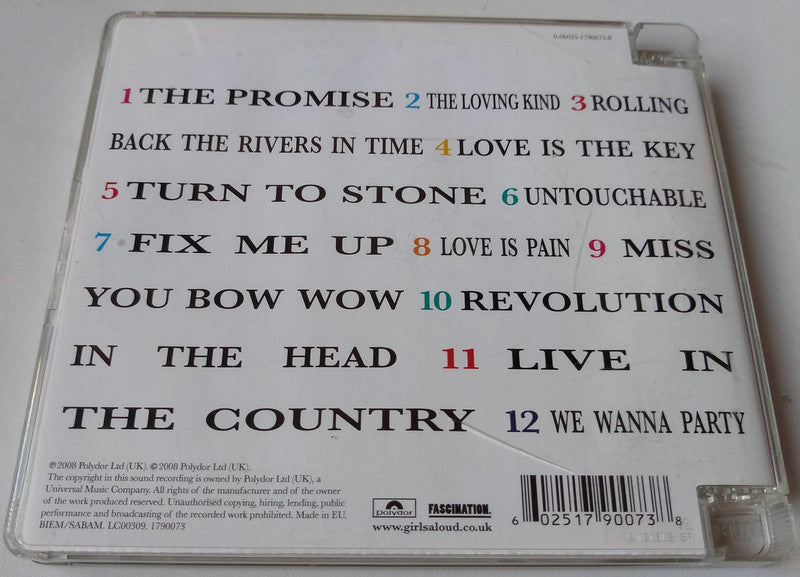 0-06025-1790073-8
1 THE PROMISE 2 THE LOVING KIND 3 ROLLING
BACK THE RIVERS IN TIME 4 LOVE IS THE KEY
5 TURN TO STONE 6 UNTOUCHABLE
7 FIX ME UP 8 LOVE IS PAIN 9 MISS
YOU BOW WOW 10 REVOLUTION
IN THE HEAD 11 LIVE IN
THE COUNTRY 12 WE WANNA PARTY
℗ 2008 Polydor Ltd (UK). © 2008 Polydor Ltd (UK).
The copyright in this sound recording is owned by Polydor Ltd (UK), a
Universal Music Company. All rights of the manufacturer and of the owner
of the work produced reserved. Unauthorised copying, hiring, lending, public
performance and broadcasting of the recorded work prohibited. Made in EU.
BIEM/SABAM. LC00309. 1790073
Polydor
FASCINATION.
www.girlsaloud.co.uk
6 02517 90073 8